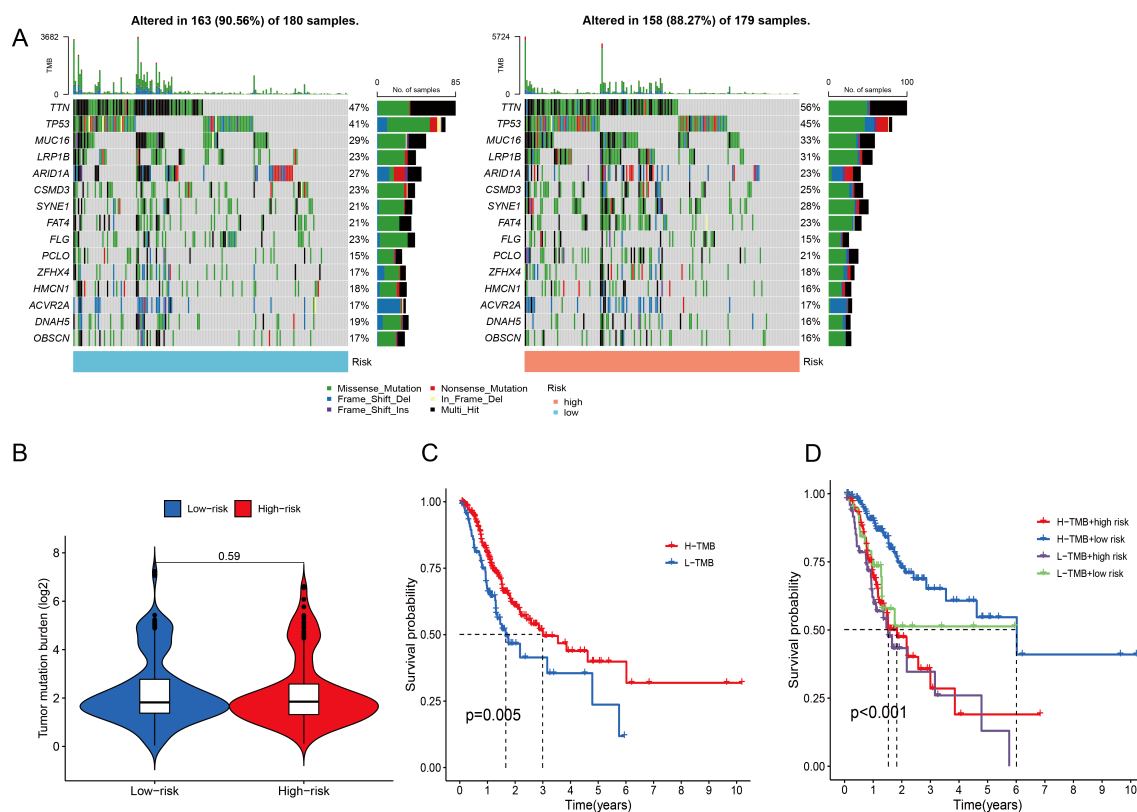 A
Altered in 163 (90.56%) of 180 samples.
3682
TMB
0
No. of samples
0 85
TTN 47%
TP53 41%
MUC16 29%
LRP1B 23%
ARID1A 27%
CSMD3 23%
SYNE1 21%
FAT4 21%
FLG 23%
PCLO 15%
ZFHX4 17%
HMCN1 18%
ACVR2A 17%
DNAH5 19%
OBSCN 17%
Risk
Altered in 158 (88.27%) of 179 samples.
5724
TMB
0
No. of samples
0 100
TTN 56%
TP53 45%
MUC16 33%
LRP1B 31%
ARID1A 23%
CSMD3 25%
SYNE1 28%
FAT4 23%
FLG 15%
PCLO 21%
ZFHX4 18%
HMCN1 16%
ACVR2A 17%
DNAH5 16%
OBSCN 16%
Risk
Missense_Mutation
Frame_Shift_Del
Frame_Shift_Ins
Nonsense_Mutation
In_Frame_Del
Multi_Hit
Risk
high
low
B
Low−risk High−risk
Tumor mutation burden (log2)
8
6
4
2
0
0.59
Low−risk High−risk
C
H−TMB
L−TMB
Survival probability
1.00
0.75
0.50
0.25
0.00
p=0.005
0 1 2 3 4 5 6 7 8 9 10
Time(years)
D
H−TMB+high risk
H−TMB+low risk
L−TMB+high risk
L−TMB+low risk
Survival probability
1.00
0.75
0.50
0.25
0.00
p<0.001
0 1 2 3 4 5 6 7 8 9 10
Time(years)